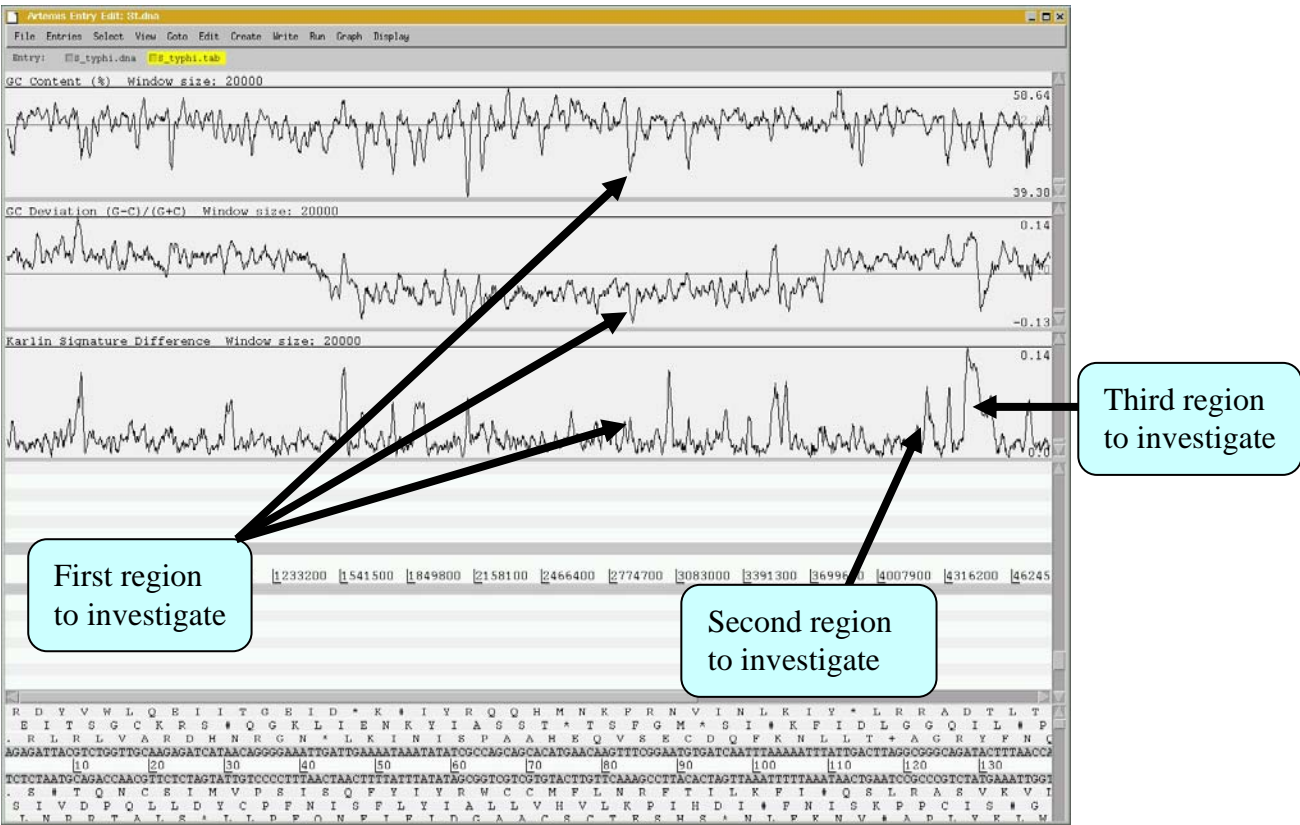 Artemis Entry Edit: St.dna
File Entries Select View Goto Edit Create Write Run Graph Display
Entry: S_typhi.dna S_typhi.tab
GC Content (%) Window size: 20000
58.64
39.30
GC Deviation (G-C)/(G+C) Window size: 20000
0.14
-0.13
Karlin Signature Difference Window size: 20000
0.14
0.0
Third region
to investigate
First region
to investigate
1233200 1541500 1849800 2158100 2466400 2774700 3083000 3391300 4007900 4316200 46245
Second region
to investigate
R D Y V W L Q E I I T G E I D * K # I Y R Q Q H M N K F R N V I N L K I Y * L R R A D T L T
E I T S G C K R S # Q G K L I E N K Y I A S S T * T S F G M * S I # K F I D L G G Q I L # P
. R L R L V A R D H N R G N * L K I N I S P A A H E Q V S E C D Q F K N L L T + A G R Y F N Q
10 20 30 40 50 60 70 80 90 100 110 120 130
. S # T Q N C S I M V P S I S Q F Y I Y R W C C M F L N R F T I L K F I # Q S L R A S V K V I
S I V D P Q L L D Y C P F N I S F L Y I A L L V H V L K P I H D I # F N I S K P P C I S # G